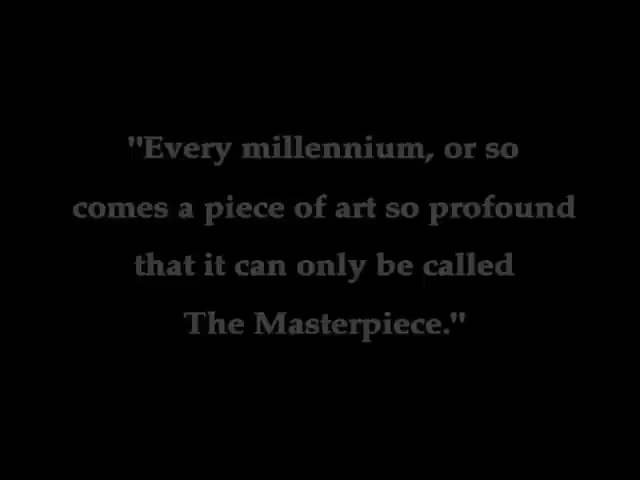 "Every millennium, or so
comes a piece of art so profound
that it can only be called
The Masterpiece."